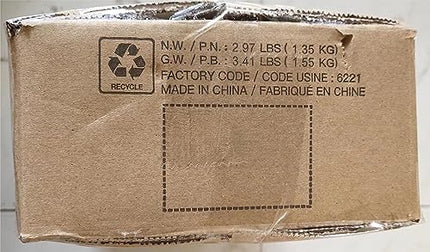 N.W. / P.N. : 2.97 LBS ( 1.35 KG)
G.W. / P.B. : 3.41 LBS ( 1.55 KG)
FACTORY CODE / CODE USINE : 6221
MADE IN CHINA / FABRIQUÉ EN CHINE
RECYCLE